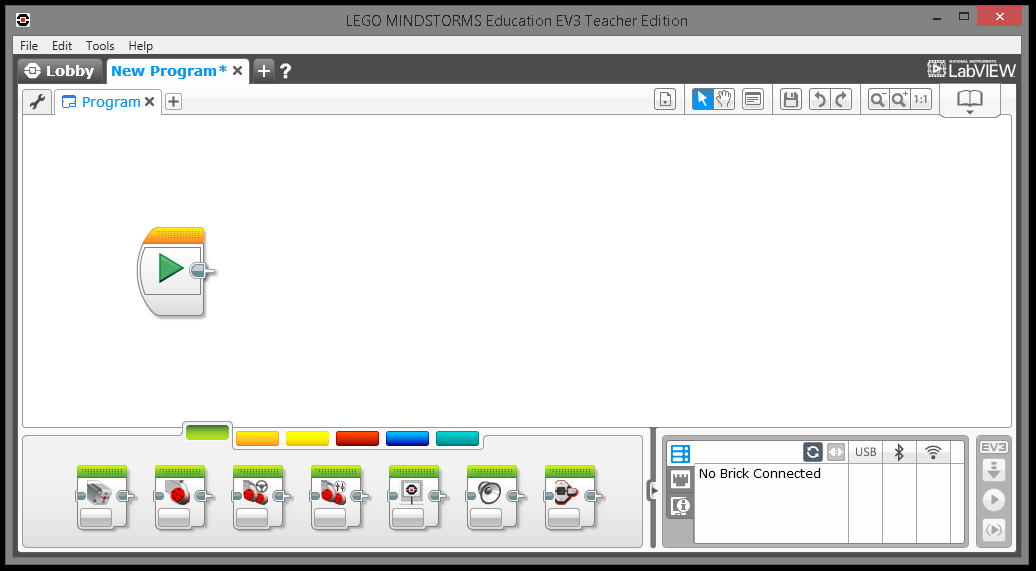 LEGO MINDSTORMS Education EV3 Teacher Edition
File Edit Tools Help
Lobby New Program* + ?
NATIONAL INSTRUMENTS
LabVIEW
Program
1:1
USB
EV3
No Brick Connected